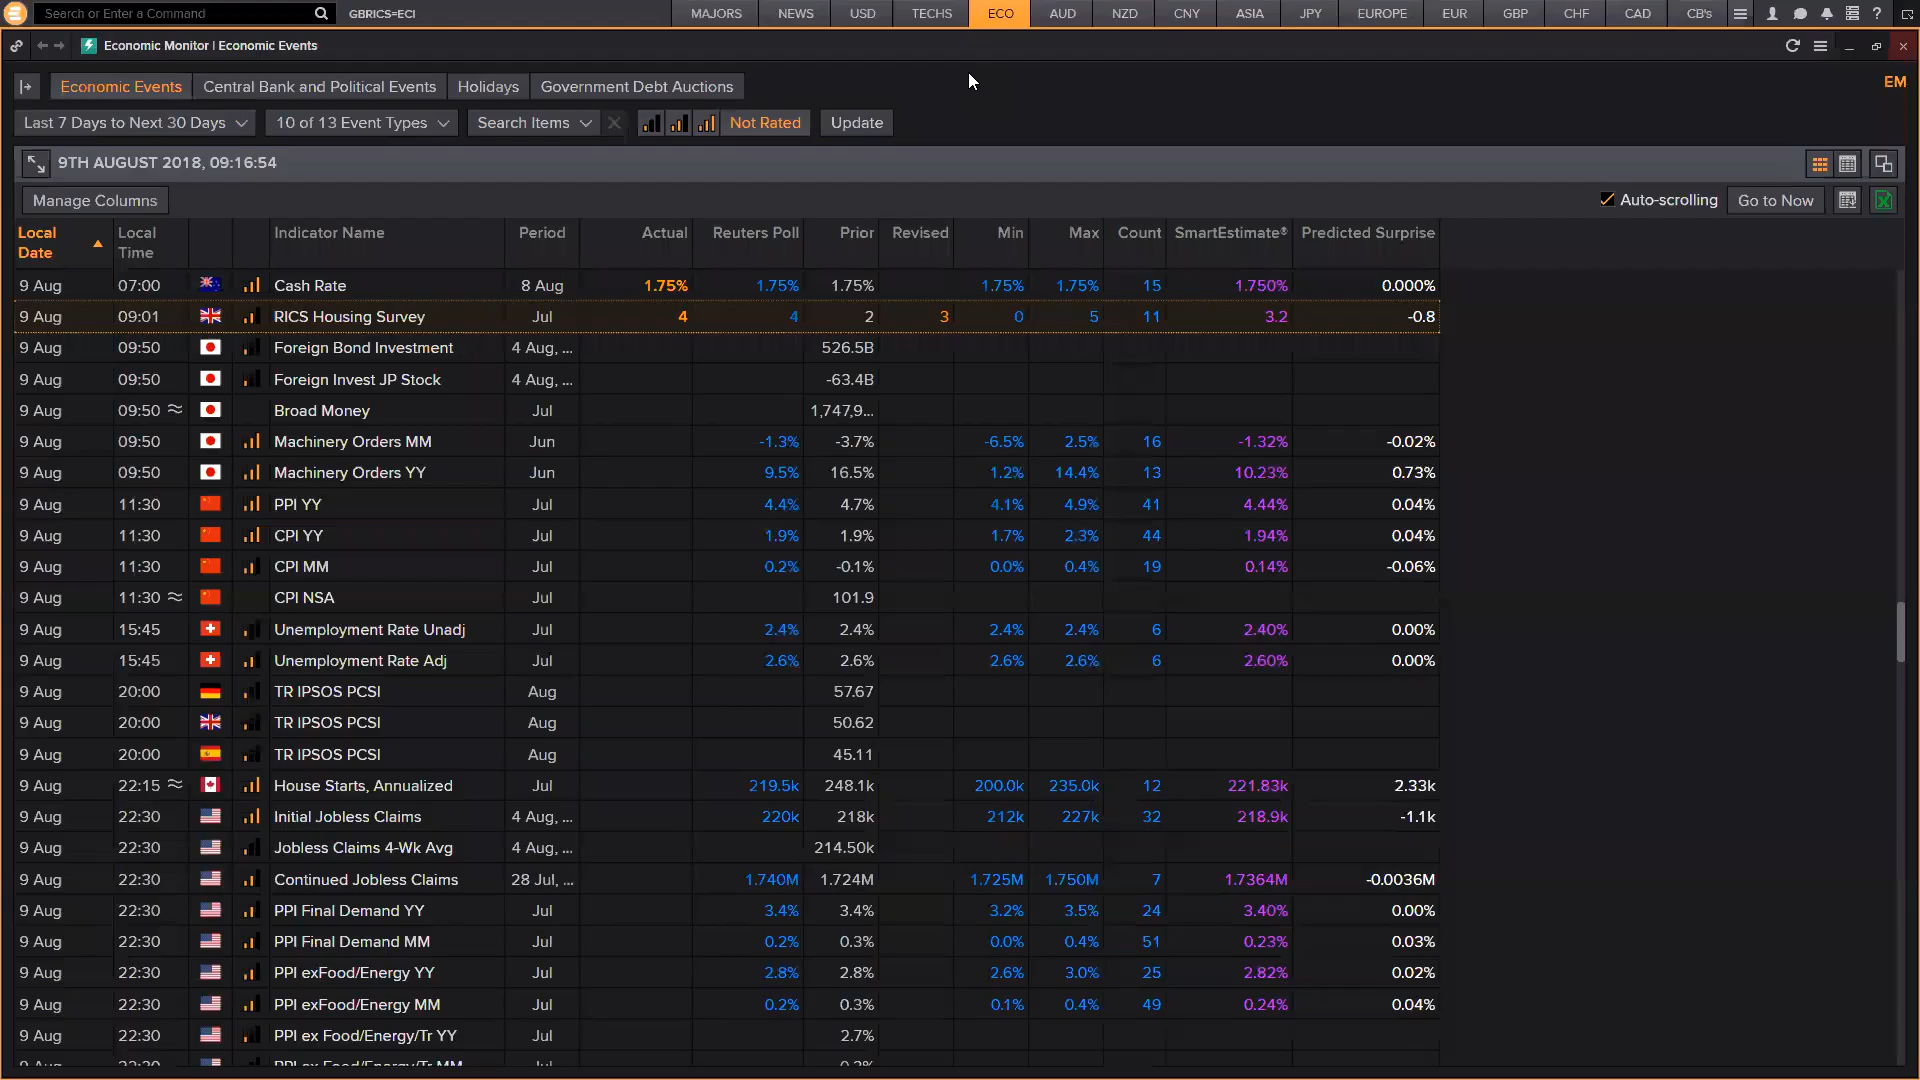 Search or Enter a Command GBRICS=ECI MAJORS NEWS USD TECHS ECO AUD NZD CNY ASIA JPY EUROPE EUR GBP CHF CAD CB's
Economic Monitor | Economic Events
Economic Events Central Bank and Political Events Holidays Government Debt Auctions EM
Last 7 Days to Next 30 Days 10 of 13 Event Types Search Items Not Rated Update
9TH AUGUST 2018, 09:16:54
Manage Columns Auto-scrolling Go to Now
Local Date Local Time Indicator Name Period Actual Reuters Poll Prior Revised Min Max Count SmartEstimate® Predicted Surprise
9 Aug 07:00 Cash Rate 8 Aug 1.75% 1.75% 1.75% 1.75% 1.75% 15 1.750% 0.000%
9 Aug 09:01 RICS Housing Survey Jul 4 4 2 3 0 5 11 3.2 -0.8
9 Aug 09:50 Foreign Bond Investment 4 Aug, ... 526.5B
9 Aug 09:50 Foreign Invest JP Stock 4 Aug, ... -63.4B
9 Aug 09:50 ≈ Broad Money Jul 1,747,9...
9 Aug 09:50 Machinery Orders MM Jun -1.3% -3.7% -6.5% 2.5% 16 -1.32% -0.02%
9 Aug 09:50 Machinery Orders YY Jun 9.5% 16.5% 1.2% 14.4% 13 10.23% 0.73%
9 Aug 11:30 PPI YY Jul 4.4% 4.7% 4.1% 4.9% 41 4.44% 0.04%
9 Aug 11:30 CPI YY Jul 1.9% 1.9% 1.7% 2.3% 44 1.94% 0.04%
9 Aug 11:30 CPI MM Jul 0.2% -0.1% 0.0% 0.4% 19 0.14% -0.06%
9 Aug 11:30 ≈ CPI NSA Jul 101.9
9 Aug 15:45 Unemployment Rate Unadj Jul 2.4% 2.4% 2.4% 2.4% 6 2.40% 0.00%
9 Aug 15:45 Unemployment Rate Adj Jul 2.6% 2.6% 2.6% 2.6% 6 2.60% 0.00%
9 Aug 20:00 TR IPSOS PCSI Aug 57.67
9 Aug 20:00 TR IPSOS PCSI Aug 50.62
9 Aug 20:00 TR IPSOS PCSI Aug 45.11
9 Aug 22:15 ≈ House Starts, Annualized Jul 219.5k 248.1k 200.0k 235.0k 12 221.83k 2.33k
9 Aug 22:30 Initial Jobless Claims 4 Aug, ... 220k 218k 212k 227k 32 218.9k -1.1k
9 Aug 22:30 Jobless Claims 4-Wk Avg 4 Aug, ... 214.50k
9 Aug 22:30 Continued Jobless Claims 28 Jul, ... 1.740M 1.724M 1.725M 1.750M 7 1.7364M -0.0036M
9 Aug 22:30 PPI Final Demand YY Jul 3.4% 3.4% 3.2% 3.5% 24 3.40% 0.00%
9 Aug 22:30 PPI Final Demand MM Jul 0.2% 0.3% 0.0% 0.4% 51 0.23% 0.03%
9 Aug 22:30 PPI exFood/Energy YY Jul 2.8% 2.8% 2.6% 3.0% 25 2.82% 0.02%
9 Aug 22:30 PPI exFood/Energy MM Jul 0.2% 0.3% 0.1% 0.4% 49 0.24% 0.04%
9 Aug 22:30 PPI ex Food/Energy/Tr YY Jul 2.7%
PPI ex Food/Energy/Tr MM